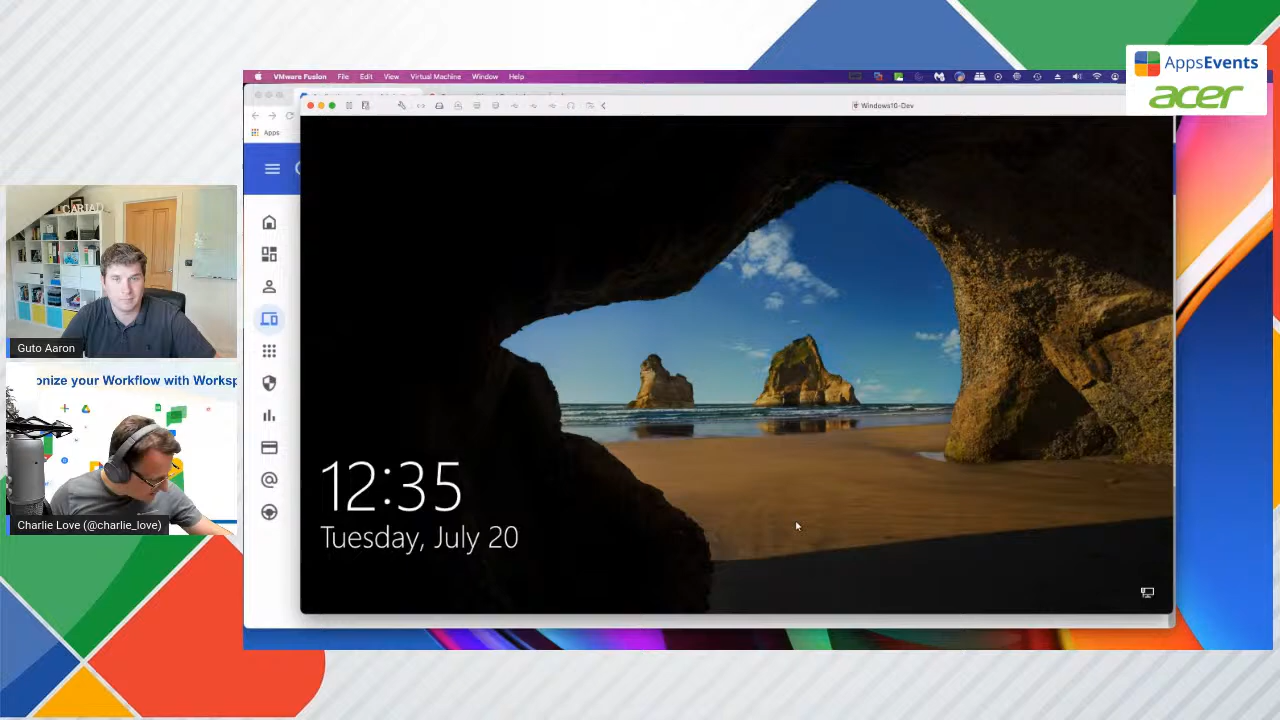 AppsEvents
acer
VMware Fusion File Edit View Virtual Machine Window Help
Windows10-Dev
Apps
CARIAD
Guto Aaron
onize your Workflow with Worksp
Charlie Love (@charlie_love)
12:35
Tuesday, July 20